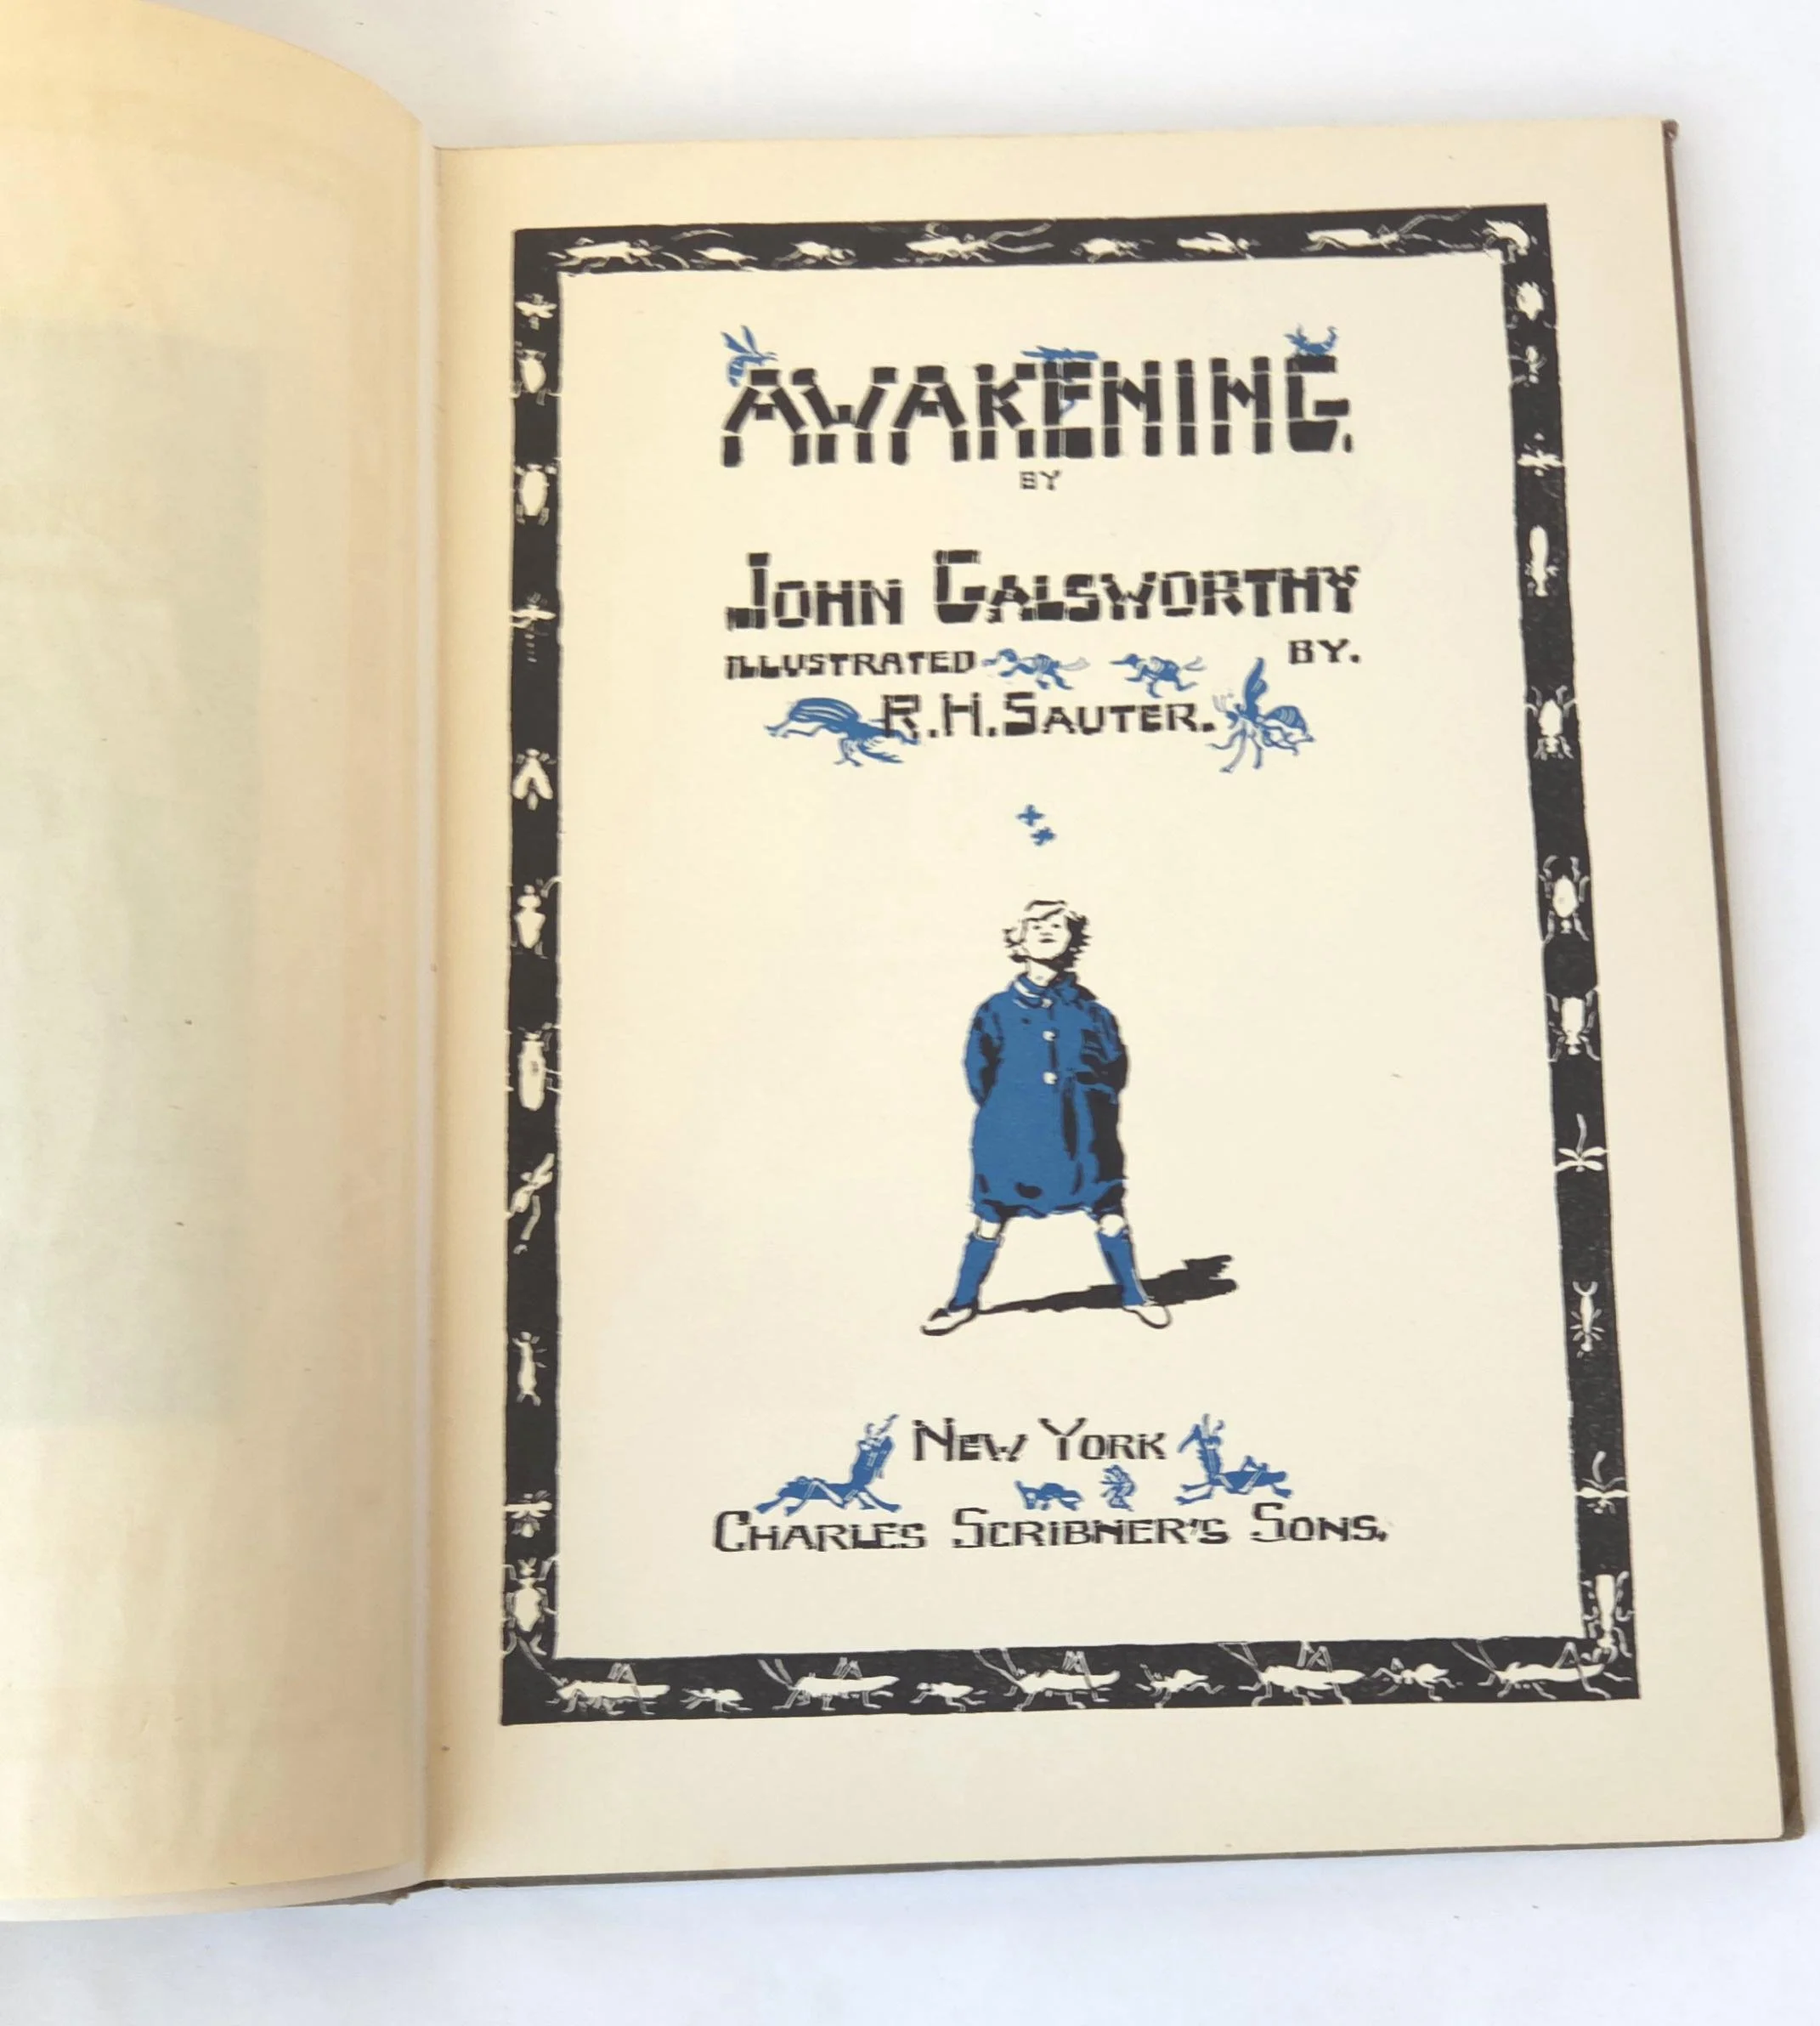 AWAKENING.
BY
JOHN GALSWORTHY
ILLUSTRATED BY.
R.H. SAUTER.
NEW YORK
CHARLES SCRIBNER'S SONS,